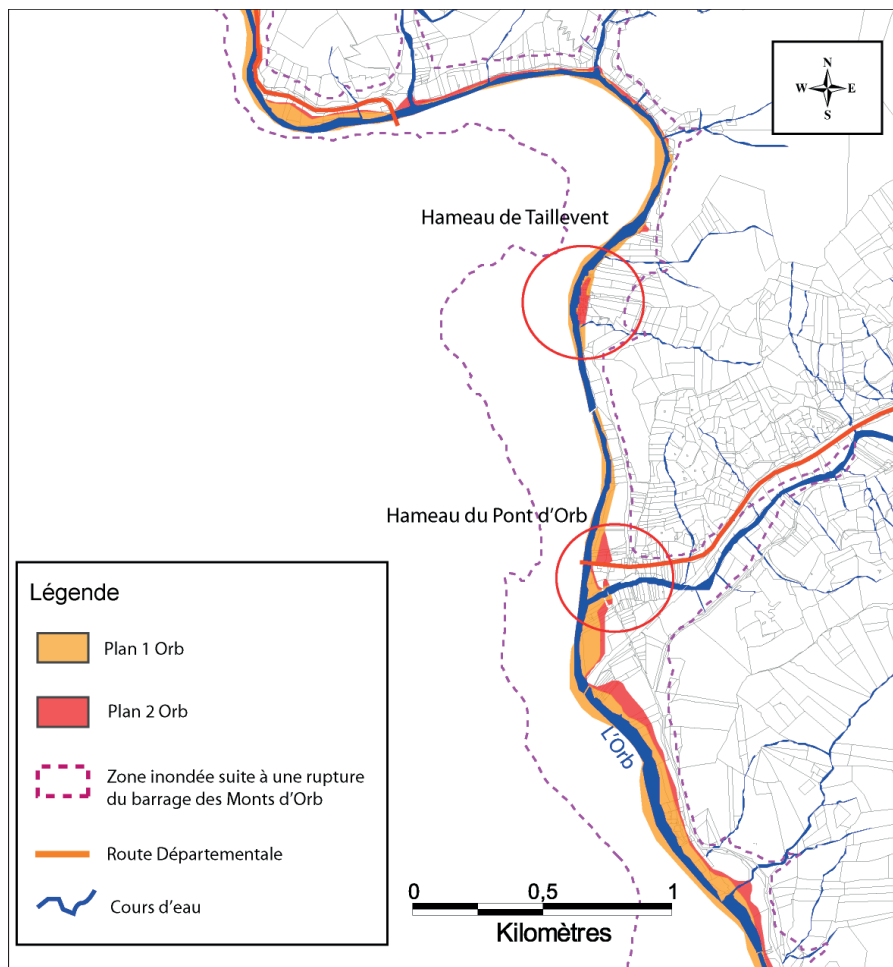 N
W E
S
Hameau de Taillevent
Hameau du Pont d'Orb
L'Orb
Légende
Plan 1 Orb
Plan 2 Orb
Zone inondée suite à une rupture
du barrage des Monts d'Orb
Route Départementale
Cours d'eau
0 0,5 1
Kilomètres